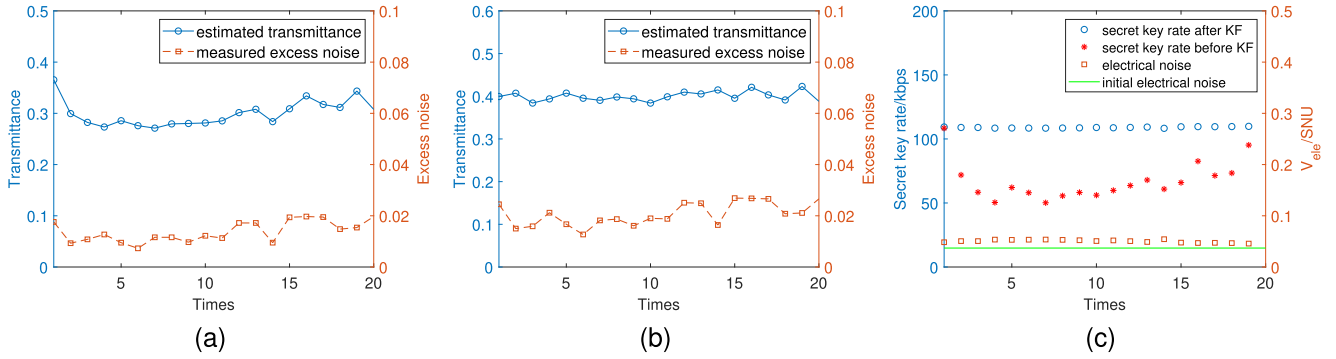 0.5
0.4
0.3
0.2
0.1
0
Transmittance
estimated transmittance
measured excess noise
0.1
0.08
0.06
0.04
0.02
0
Excess noise
5
10
15
20
Times
(a)
0.6
0.5
0.4
0.3
0.2
0.1
0
Transmittance
estimated transmittance
measured excess noise
0.1
0.08
0.06
0.04
0.02
0
Excess noise
5
10
15
20
Times
(b)
200
150
100
50
0
Secret key rate/kbps
secret key rate after KF
secret key rate before KF
electrical noise
initial electrical noise
0.5
0.4
0.3
0.2
0.1
0
V_ele/SNU
5
10
15
20
Times
(c)